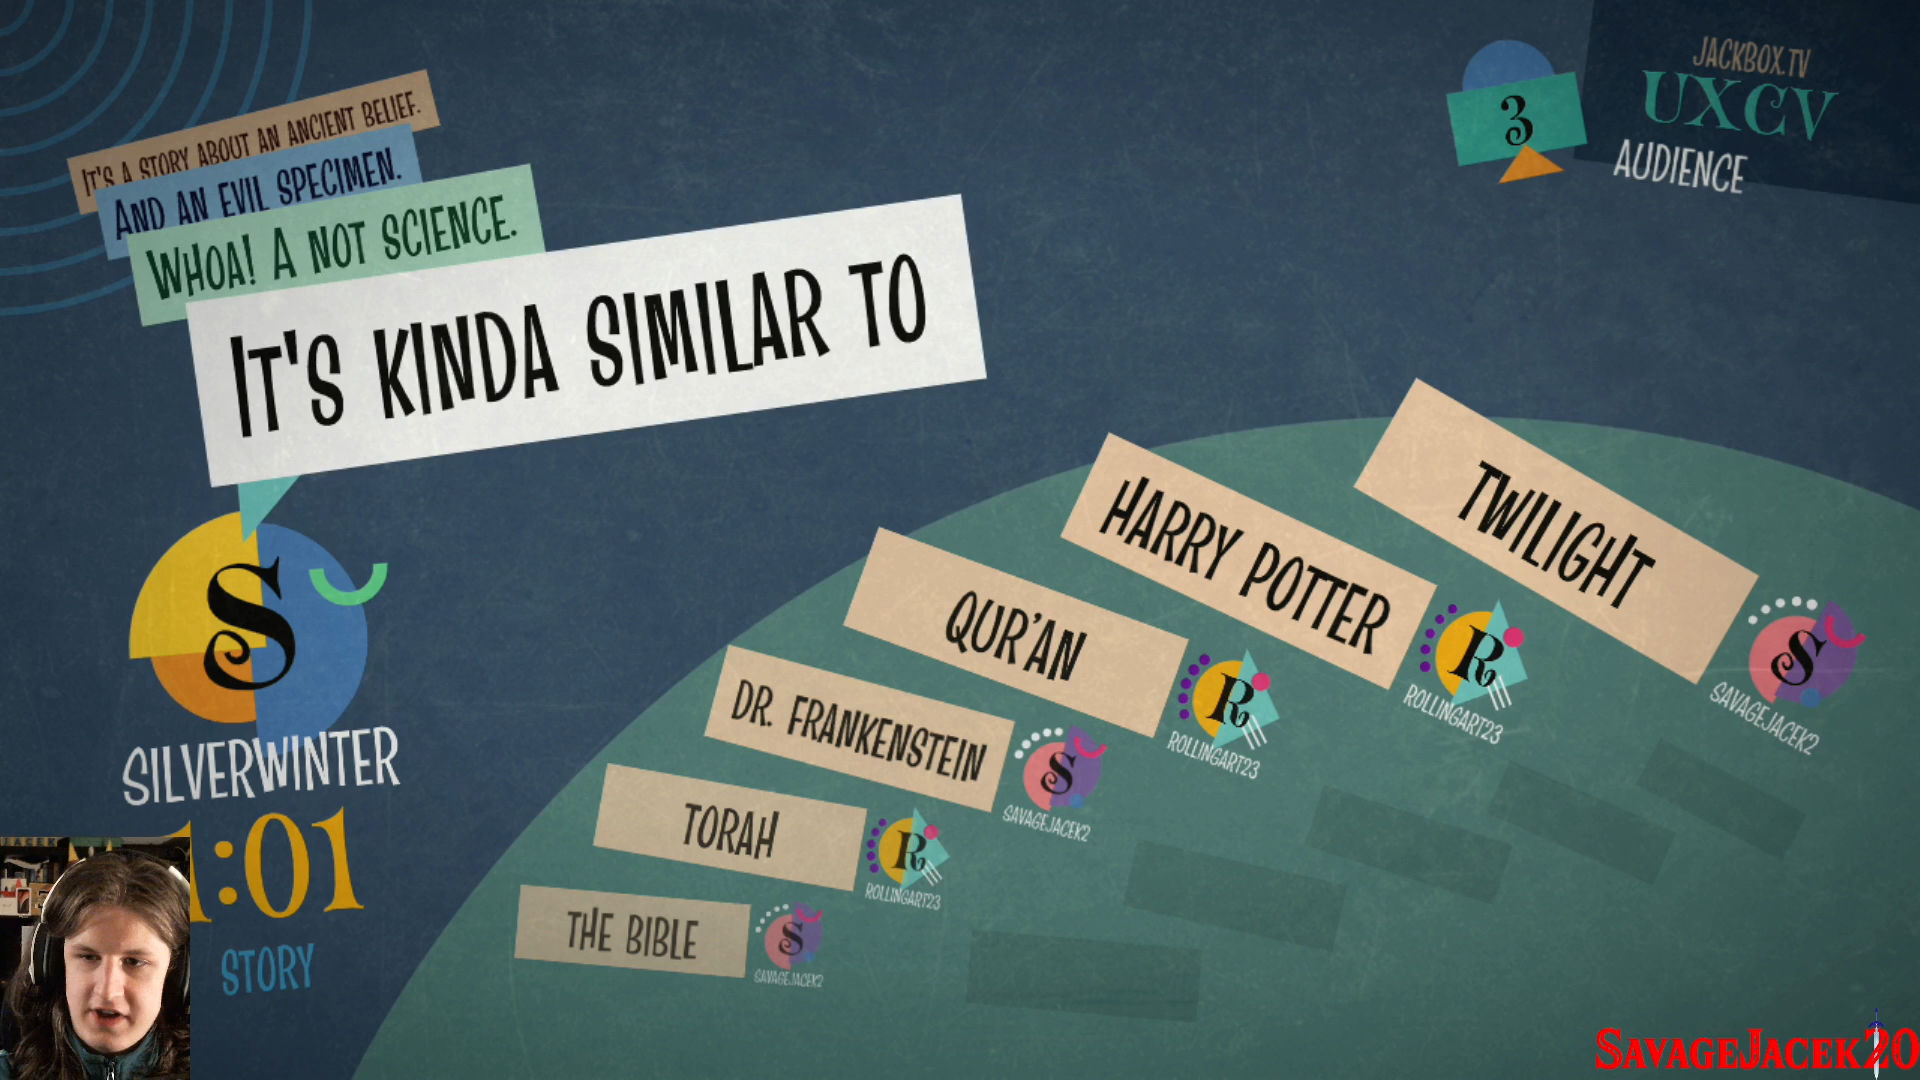 IT'S A STORY ABOUT AN ANCIENT BELIEF.
AND AN EVIL SPECIMEN.
WHOA! A NOT SCIENCE.
IT'S KINDA SIMILAR TO
S
SILVERWINTER
1:01
STORY
JACKBOX.TV
UXCV
3
AUDIENCE
TWILIGHT
S
SAVAGEJACEK2
HARRY POTTER
R
ROLLINGART23
QUR'AN
R
ROLLINGART23
DR. FRANKENSTEIN
S
SAVAGEJACEK2
TORAH
R
ROLLINGART23
THE BIBLE
S
SAVAGEJACEK2
SAVAGEJACEK20